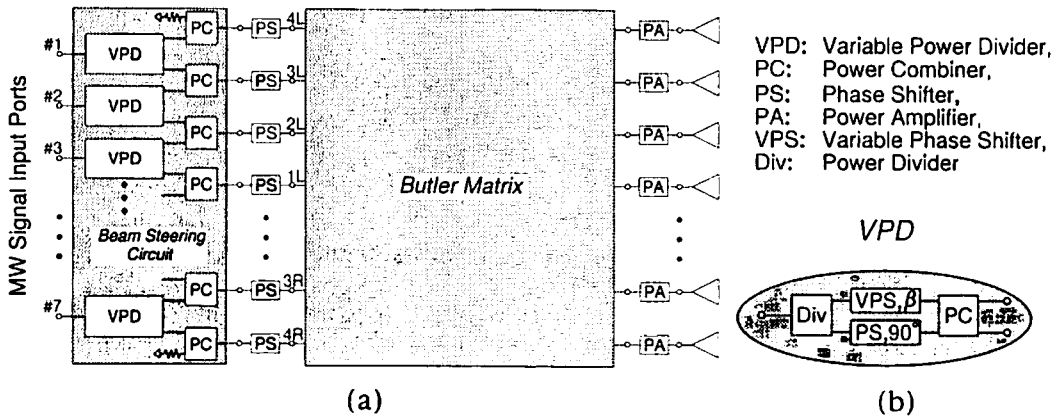 MW Signal Input Ports
#1
#2
#3
#7
VPD
VPD
VPD
VPD
Beam Steering
Circuit
PC
PC
PC
PC
PC
PC
PS
PS
PS
PS
PS
PS
4L
3L
2L
1L
3R
4R
Butler Matrix
PA
PA
PA
PA
PA
PA
(a)
VPD: Variable Power Divider,
PC: Power Combiner,
PS: Phase Shifter,
PA: Power Amplifier,
VPS: Variable Phase Shifter,
Div: Power Divider
VPD
Div
VPS,β
PS,90°
PC
(b)